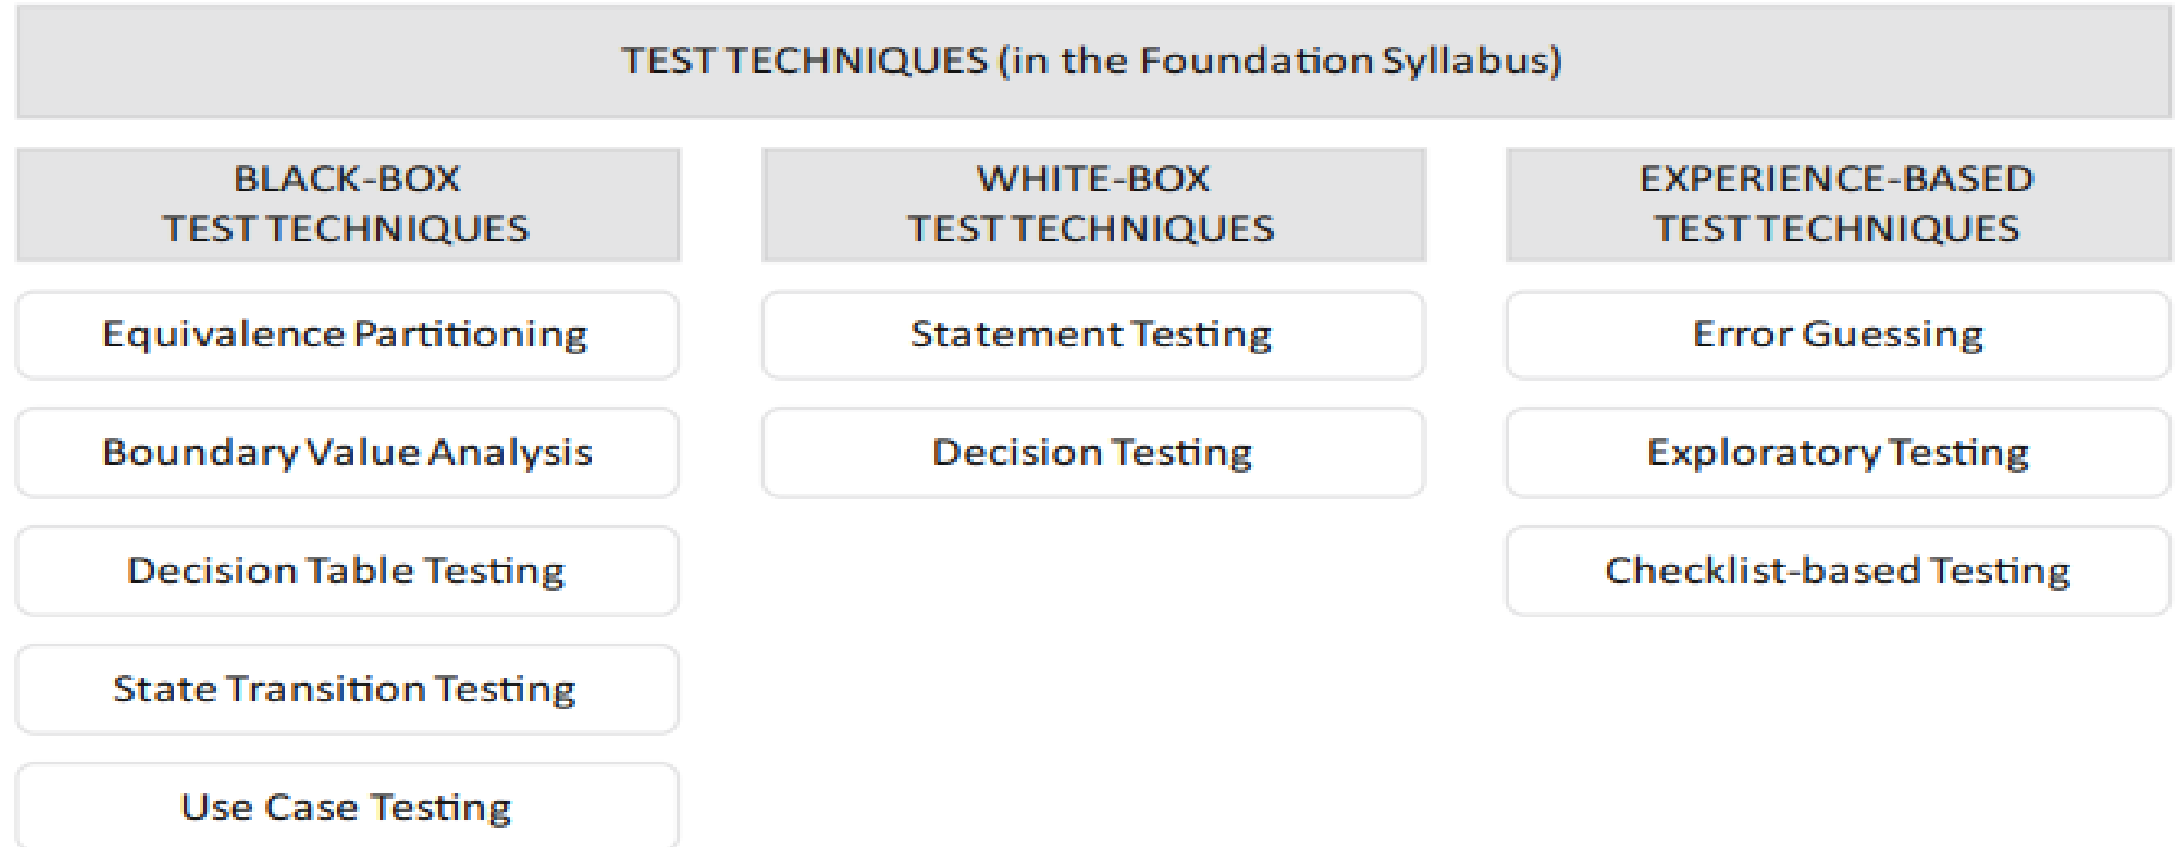 TEST TECHNIQUES (in the Foundation Syllabus)
BLACK-BOX
TEST TECHNIQUES
Equivalence Partitioning
Boundary Value Analysis
Decision Table Testing
State Transition Testing
Use Case Testing
WHITE-BOX
TEST TECHNIQUES
Statement Testing
Decision Testing
EXPERIENCE-BASED
TEST TECHNIQUES
Error Guessing
Exploratory Testing
Checklist-based Testing